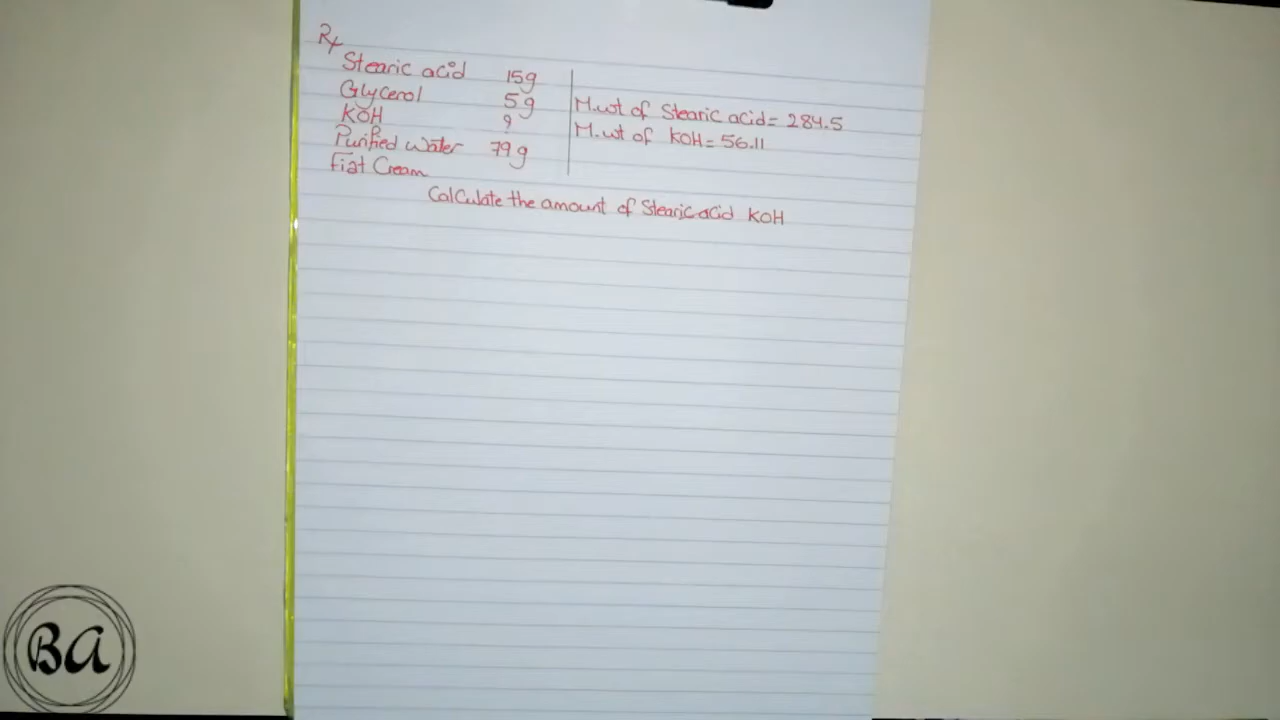 Rx
Stearic acid 15g
Glycerol 5g
KOH ?
Purified Water 79g
Fiat Cream
M.wt of Stearic acid = 284.5
M.wt of KOH = 56.11
Calculate the amount of Stearic acid KOH
BA